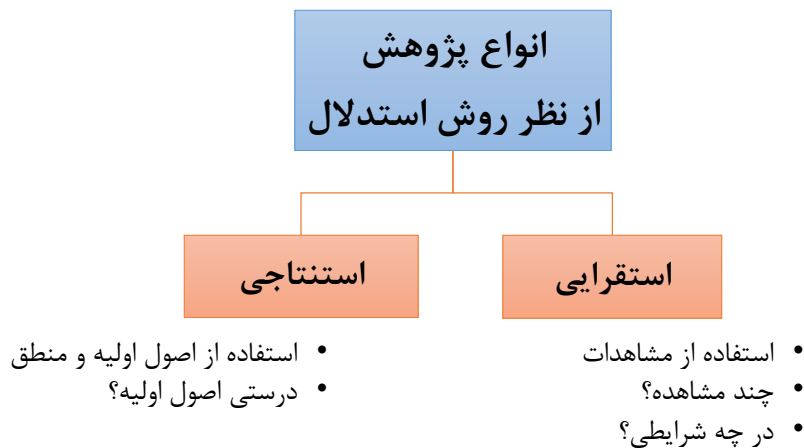 انواع پژوهش
از نظر روش استدلال
استقرایی
استنتاجی
• استفاده از مشاهدات
• چند مشاهده؟
• در چه شرایطی؟
• استفاده از اصول اولیه و منطق
• درستی اصول اولیه؟